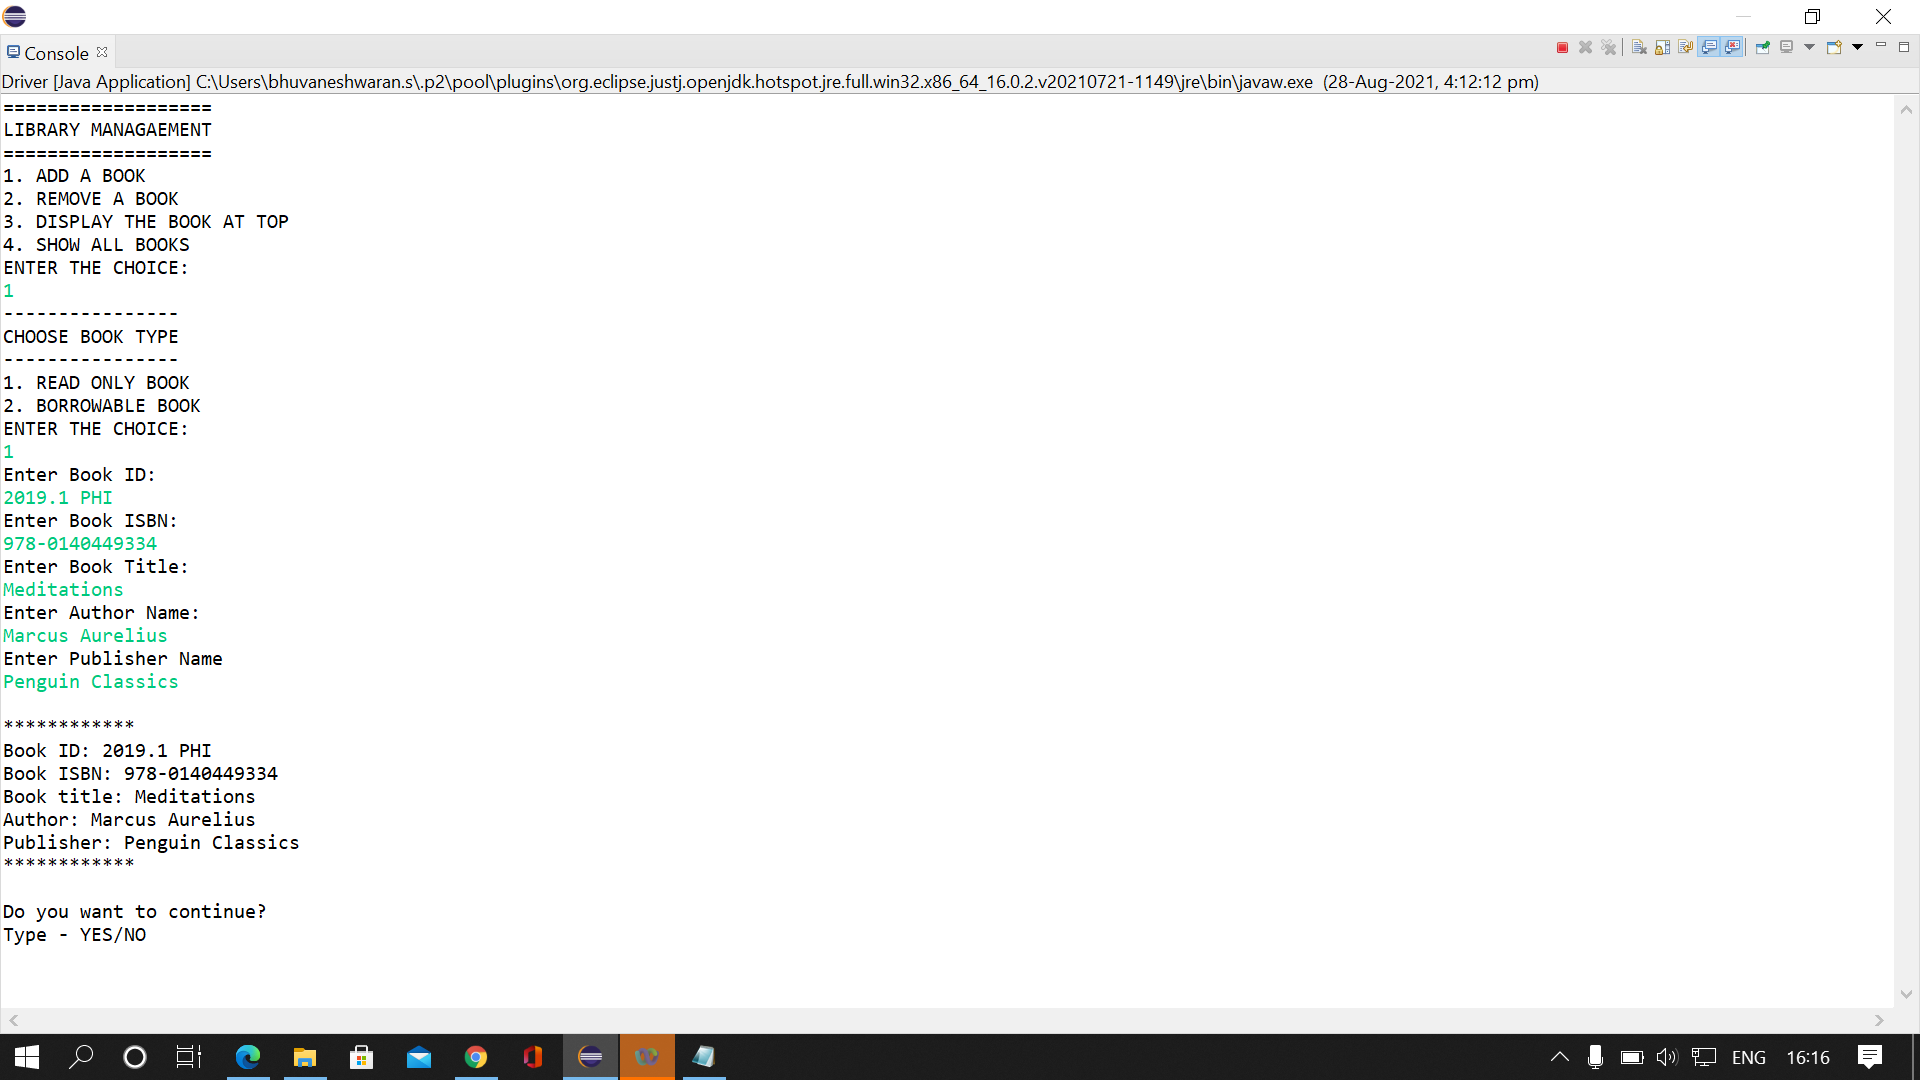 Console
Driver [Java Application] C:\Users\bhuvaneshwaran.s\.p2\pool\plugins\org.eclipse.justj.openjdk.hotspot.jre.full.win32.x86_64_16.0.2.v20210721-1149\jre\bin\javaw.exe (28-Aug-2021, 4:12:12 pm)
===================
LIBRARY MANAGAEMENT
===================
1. ADD A BOOK
2. REMOVE A BOOK
3. DISPLAY THE BOOK AT TOP
4. SHOW ALL BOOKS
ENTER THE CHOICE:
1
----------------
CHOOSE BOOK TYPE
----------------
1. READ ONLY BOOK
2. BORROWABLE BOOK
ENTER THE CHOICE:
1
Enter Book ID:
2019.1 PHI
Enter Book ISBN:
978-0140449334
Enter Book Title:
Meditations
Enter Author Name:
Marcus Aurelius
Enter Publisher Name
Penguin Classics
************
Book ID: 2019.1 PHI
Book ISBN: 978-0140449334
Book title: Meditations
Author: Marcus Aurelius
Publisher: Penguin Classics
************
Do you want to continue?
Type - YES/NO
ENG 16:16